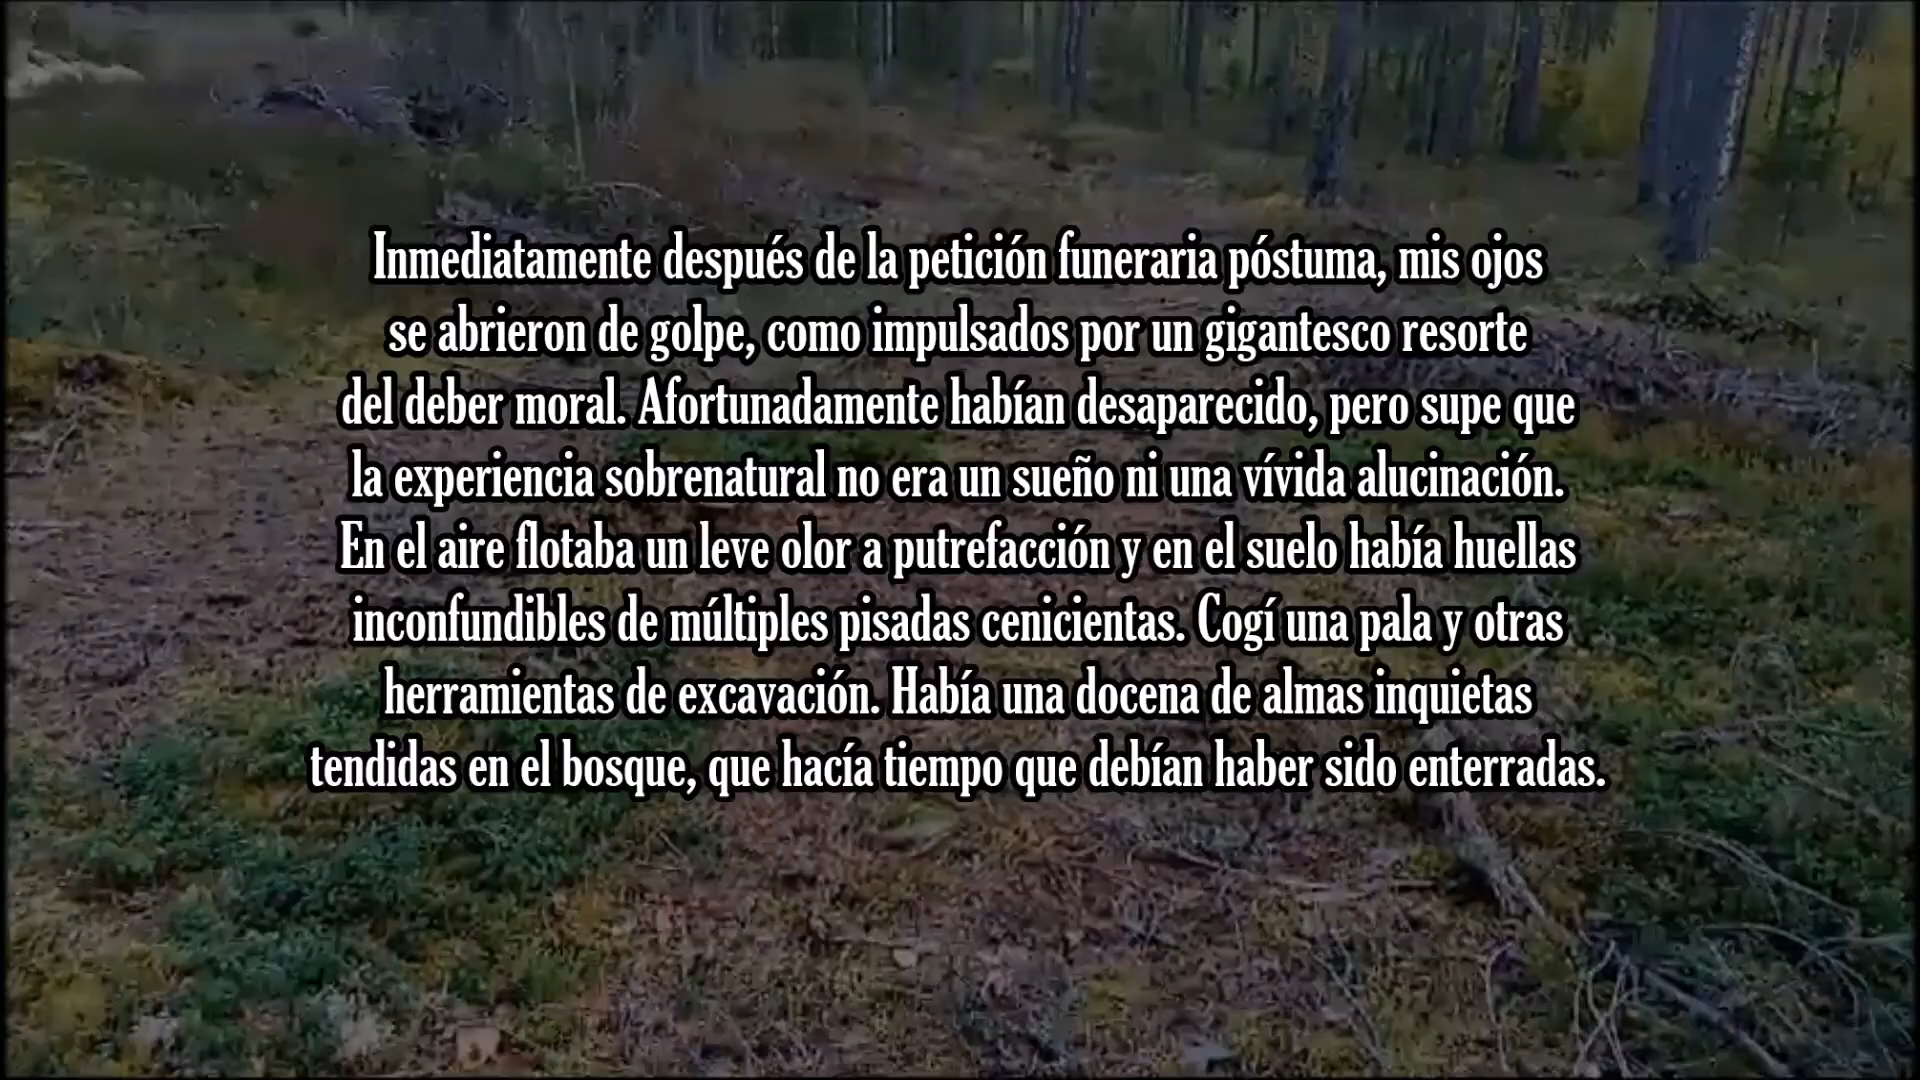 Inmediatamente después de la petición funeraria póstuma, mis ojos
se abrieron de golpe, como impulsados por un gigantesco resorte
del deber moral. Afortunadamente habían desaparecido, pero supe que
la experiencia sobrenatural no era un sueño ni una vívida alucinación.
En el aire flotaba un leve olor a putrefacción y en el suelo había huellas
inconfundibles de múltiples pisadas cenicientas. Cogí una pala y otras
herramientas de excavación. Había una docena de almas inquietas
tendidas en el bosque, que hacía tiempo que debían haber sido enterradas.